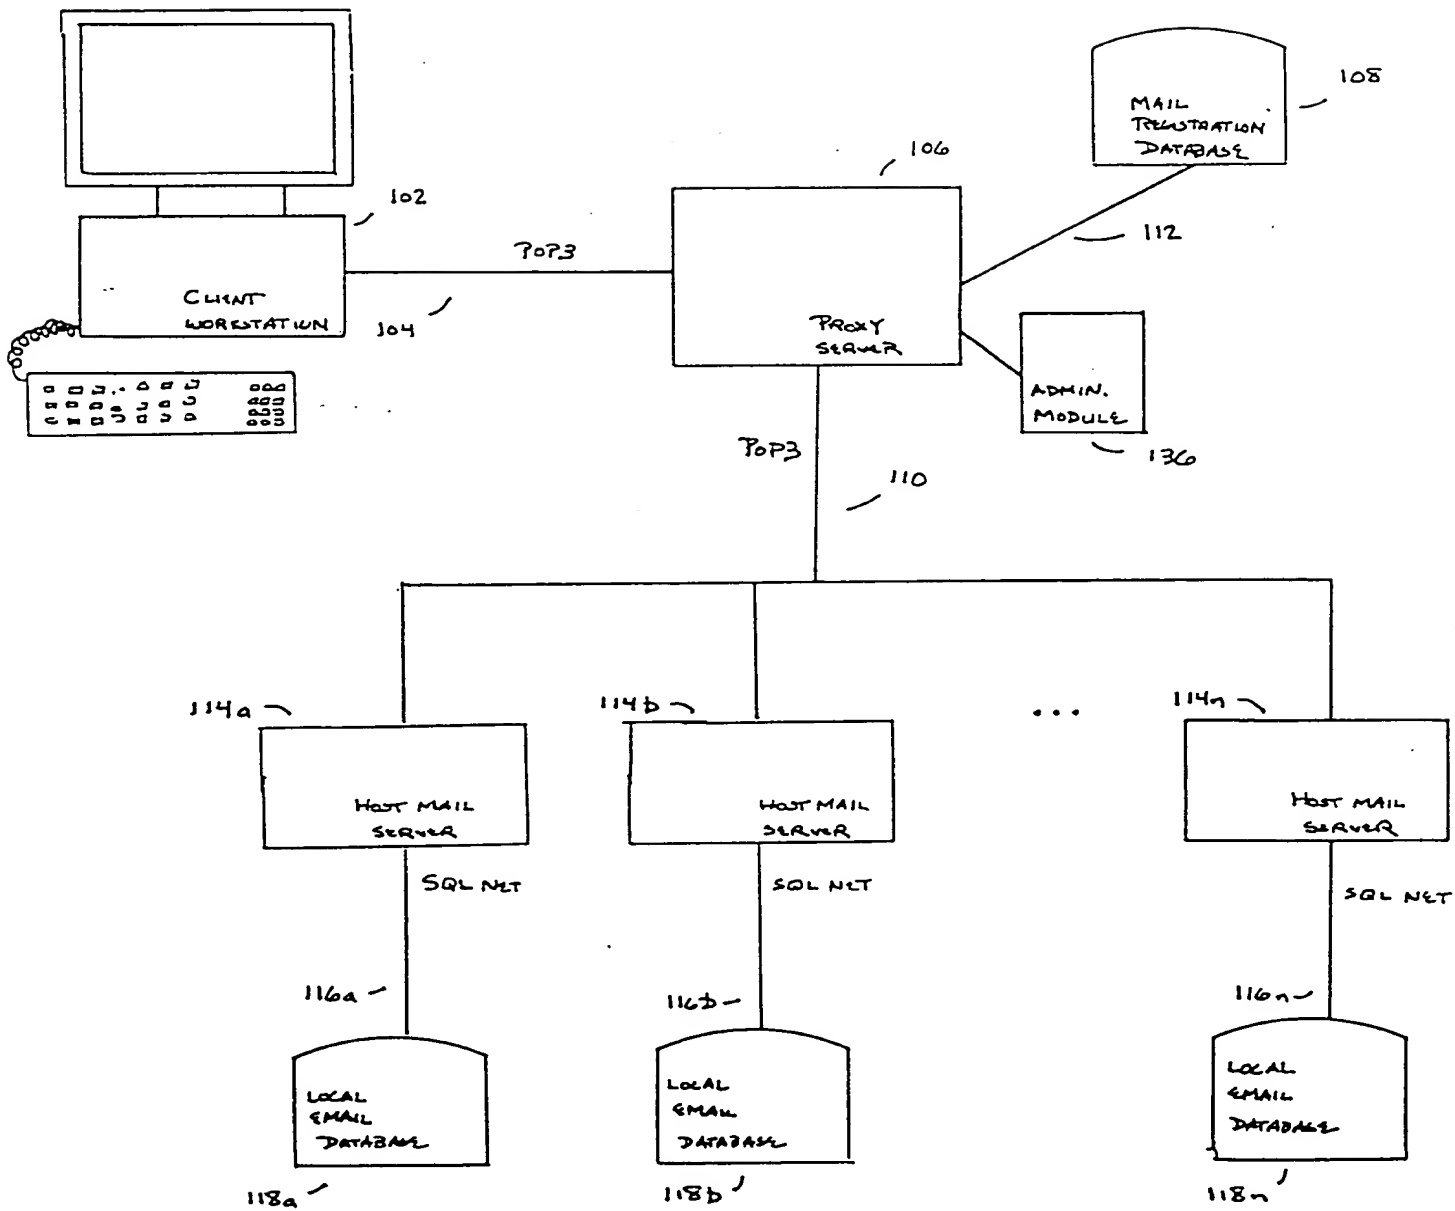 108
MAIL
REGISTRATION
DATABASE
106
102
112
POP3
CLIENT
WORKSTATION
104
PROXY
SERVER
ADMIN.
MODULE
136
POP3
110
114a
114b
...
114n
HOST MAIL
SERVER
HOST MAIL
SERVER
HOST MAIL
SERVER
SQL NET
SQL NET
SQL NET
116a
116b
116n
LOCAL
EMAIL
DATABASE
LOCAL
EMAIL
DATABASE
LOCAL
EMAIL
DATABASE
118a
118b
118n